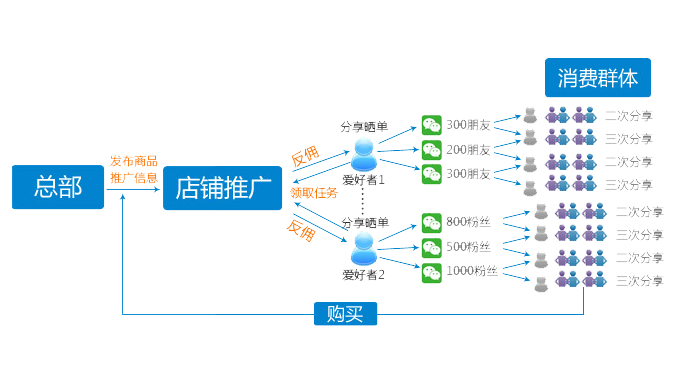 消费群体
分享晒单
300朋友
二次分享
三次分享
发布商品
推广信息
反佣
200朋友
总部
店铺推广
爱好者1
300朋友
二次分享
三次分享
领取任务
分享晒单
800粉丝
二次分享
三次分享
反佣
500粉丝
爱好者2
1000粉丝
二次分享
三次分享
购买